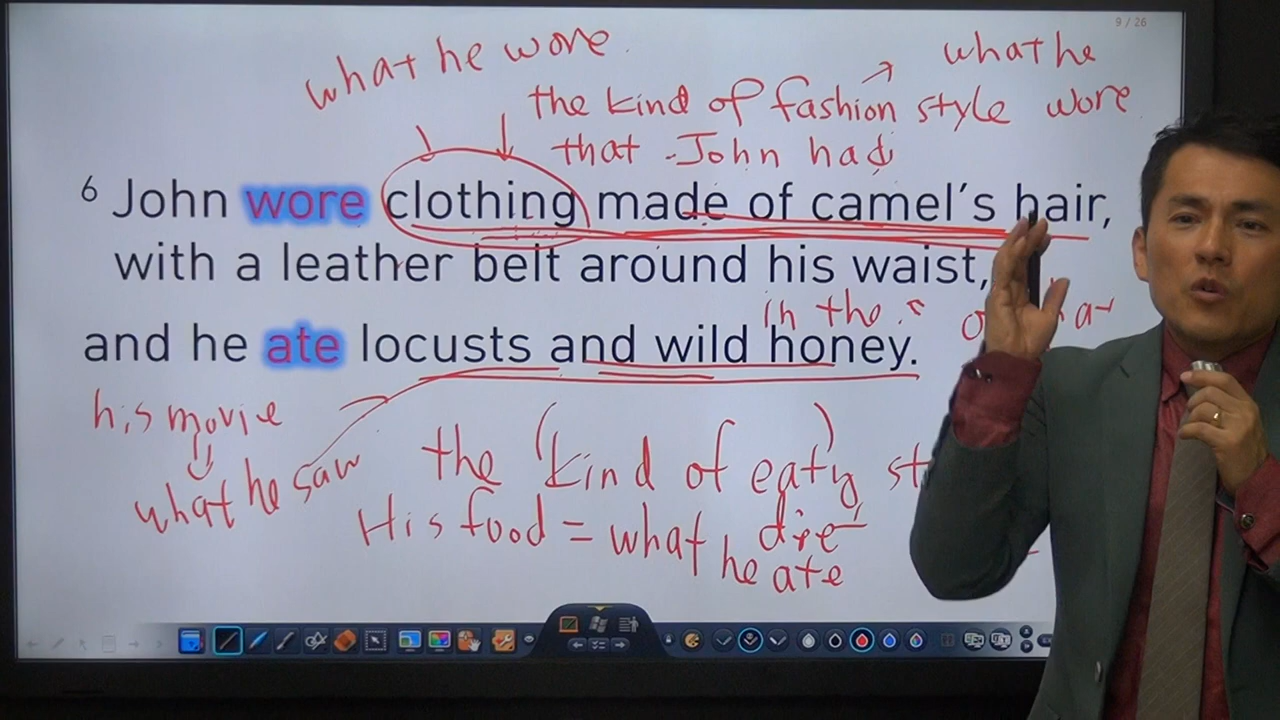 9 / 26
what he wore.
what he
the kind of fashion style wore
that John had
6 John wore clothing made of camel's hair,
with a leather belt around his waist,
in the
and he ate locusts and wild honey.
his movie
what he saw
the (kind of eaty)
His food = what he ate